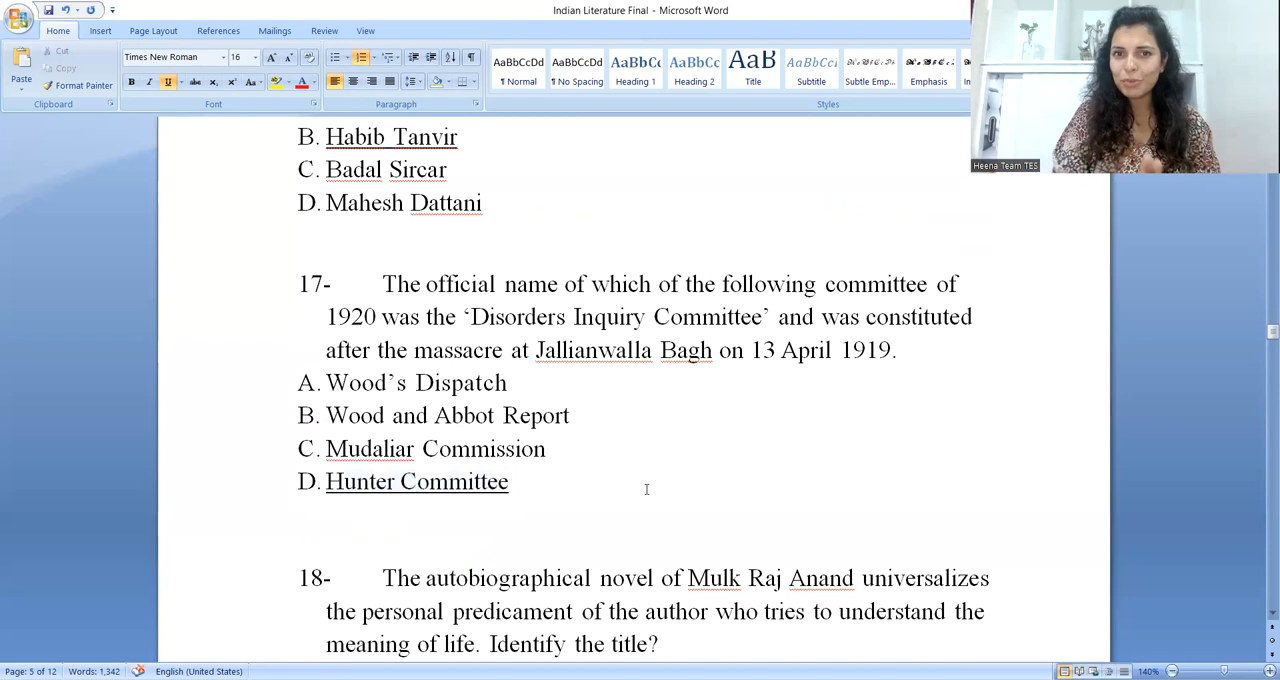 Indian Literature Final - Microsoft Word
Home Insert Page Layout References Mailings Review View
Cut
Copy
Format Painter
Paste
Clipboard
Times New Roman 16
Font
Paragraph
AaBbCcDd AaBbCcDd AaBbCc AaBbCc AaB AaBbCcI
¶ Normal ¶ No Spacing Heading 1 Heading 2 Title Subtitle Subtle Emp... Emphasis
Styles
Heena Team TES
B. Habib Tanvir
C. Badal Sircar
D. Mahesh Dattani
17- The official name of which of the following committee of
1920 was the ‘Disorders Inquiry Committee’ and was constituted
after the massacre at Jallianwalla Bagh on 13 April 1919.
A. Wood’s Dispatch
B. Wood and Abbot Report
C. Mudaliar Commission
D. Hunter Committee
18- The autobiographical novel of Mulk Raj Anand universalizes
the personal predicament of the author who tries to understand the
meaning of life. Identify the title?
Page: 5 of 12 Words: 1,342 English (United States) 140%